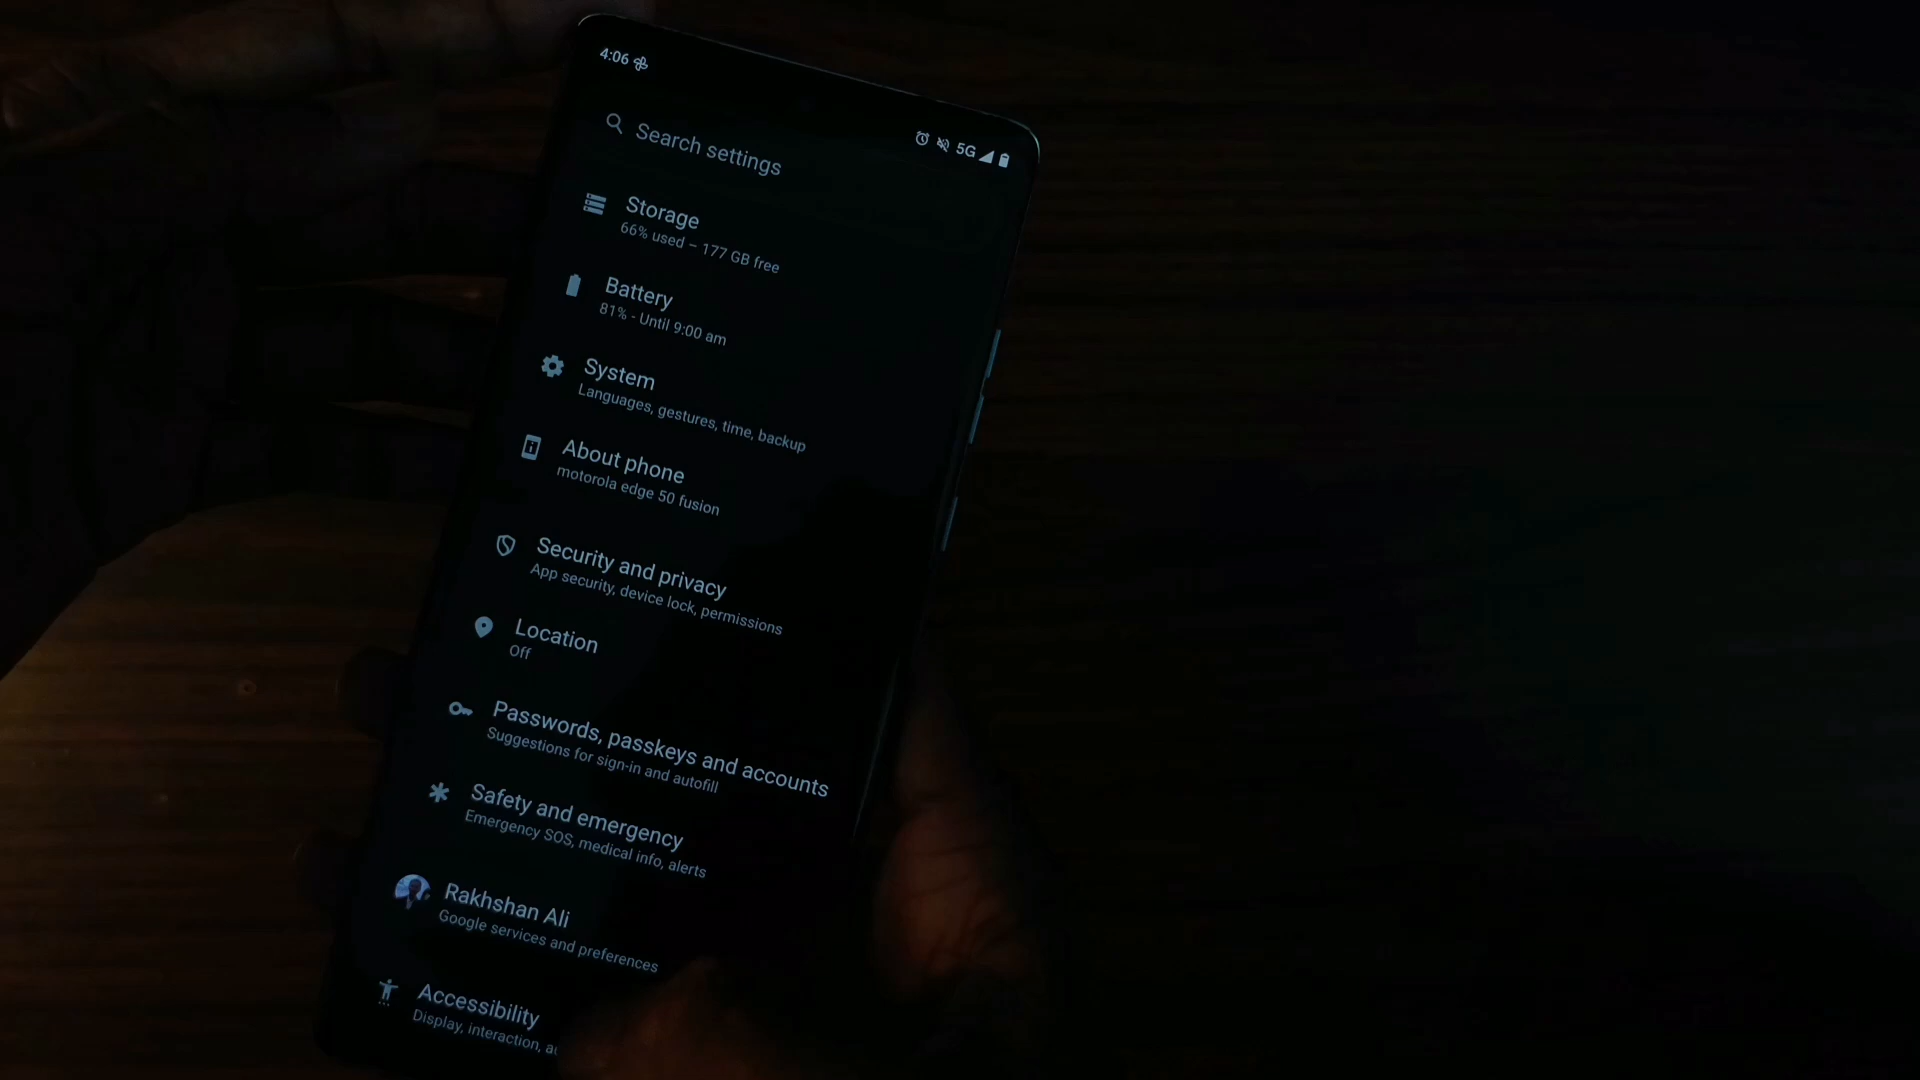 4:06
5G
Search settings
Storage
66% used – 177 GB free
Battery
81% - Until 9:00 am
System
Languages, gestures, time, backup
About phone
motorola edge 50 fusion
Security and privacy
App security, device lock, permissions
Location
Off
Passwords, passkeys and accounts
Suggestions for sign-in and autofill
Safety and emergency
Emergency SOS, medical info, alerts
Rakhshan Ali
Google services and preferences
Accessibility
Display, interaction,